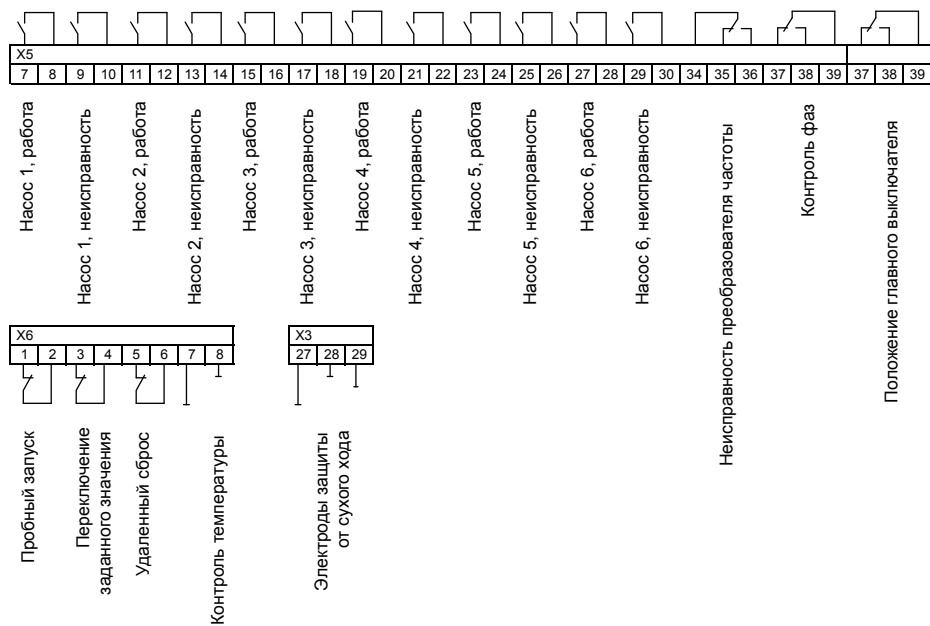 X5
7 8 9 10 11 12 13 14 15 16 17 18 19 20 21 22 23 24 25 26 27 28 29 30 34 35 36 37 38 39 37 38 39
Насос 1, работа
Насос 1, неисправность
Насос 2, работа
Насос 2, неисправность
Насос 3, работа
Насос 3, неисправность
Насос 4, работа
Насос 4, неисправность
Насос 5, работа
Насос 5, неисправность
Насос 6, работа
Насос 6, неисправность
Неисправность преобразователя частоты
Контроль фаз
Положение главного выключателя
X6
1 2 3 4 5 6 7 8
Пробный запуск
Переключение
заданного значения
Удаленный сброс
Контроль температуры
X3
27 28 29
Электроды защиты
от сухого хода